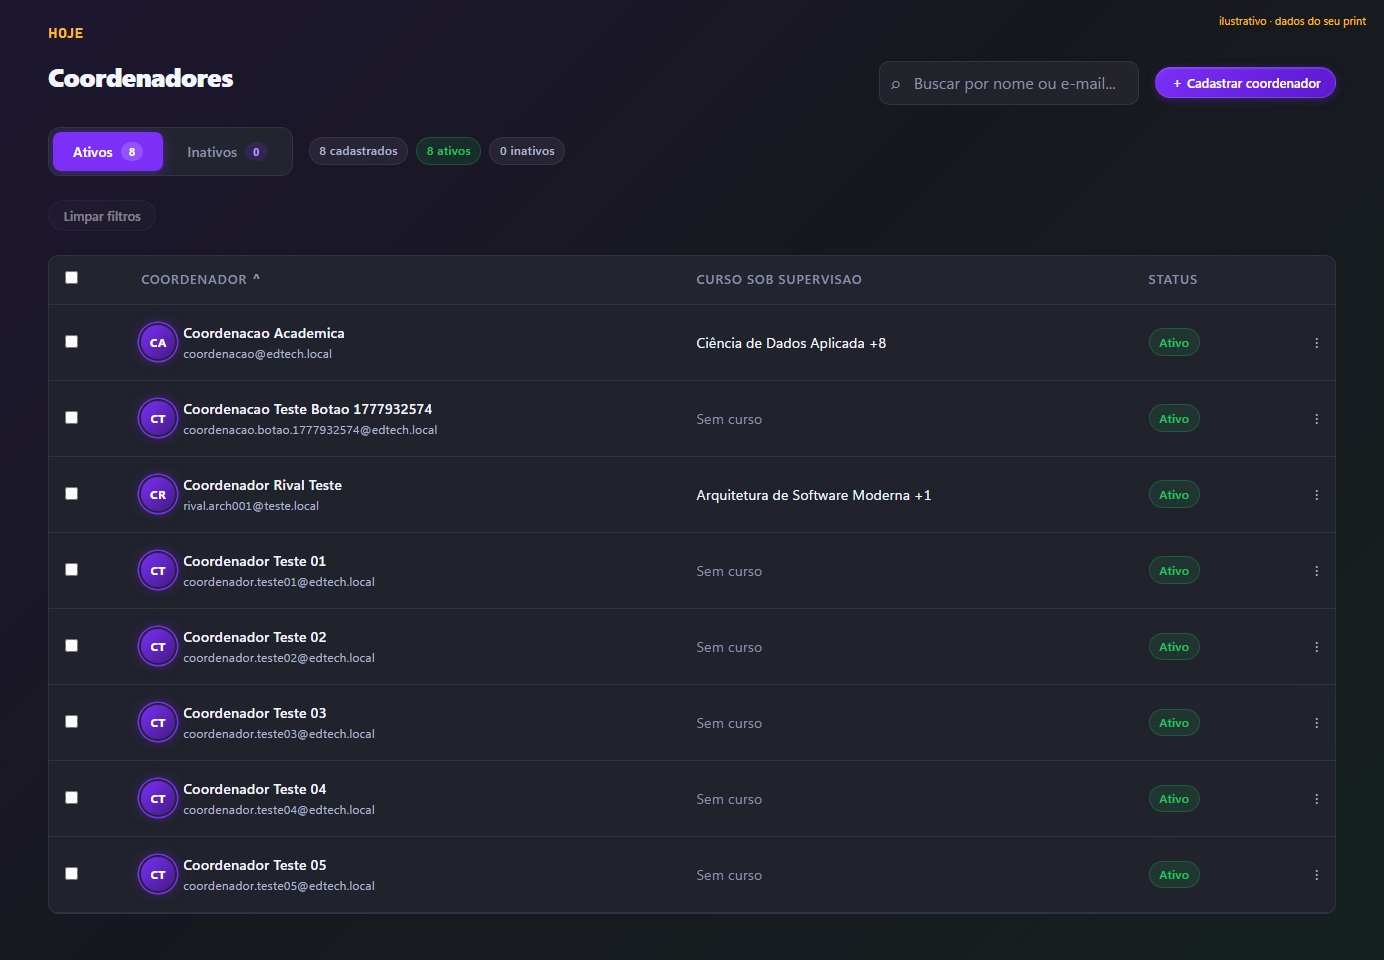 HOJE
ilustrativo · dados do seu print
Coordenadores
Buscar por nome ou e-mail...
+ Cadastrar coordenador
Ativos 8
Inativos 0
8 cadastrados
8 ativos
0 inativos
Limpar filtros
COORDENADOR ^
CURSO SOB SUPERVISAO
STATUS
CA
Coordenacao Academica
coordenacao@edtech.local
Ciência de Dados Aplicada +8
Ativo
CT
Coordenacao Teste Botao 1777932574
coordenacao.botao.1777932574@edtech.local
Sem curso
Ativo
CR
Coordenador Rival Teste
rival.arch001@teste.local
Arquitetura de Software Moderna +1
Ativo
CT
Coordenador Teste 01
coordenador.teste01@edtech.local
Sem curso
Ativo
CT
Coordenador Teste 02
coordenador.teste02@edtech.local
Sem curso
Ativo
CT
Coordenador Teste 03
coordenador.teste03@edtech.local
Sem curso
Ativo
CT
Coordenador Teste 04
coordenador.teste04@edtech.local
Sem curso
Ativo
CT
Coordenador Teste 05
coordenador.teste05@edtech.local
Sem curso
Ativo